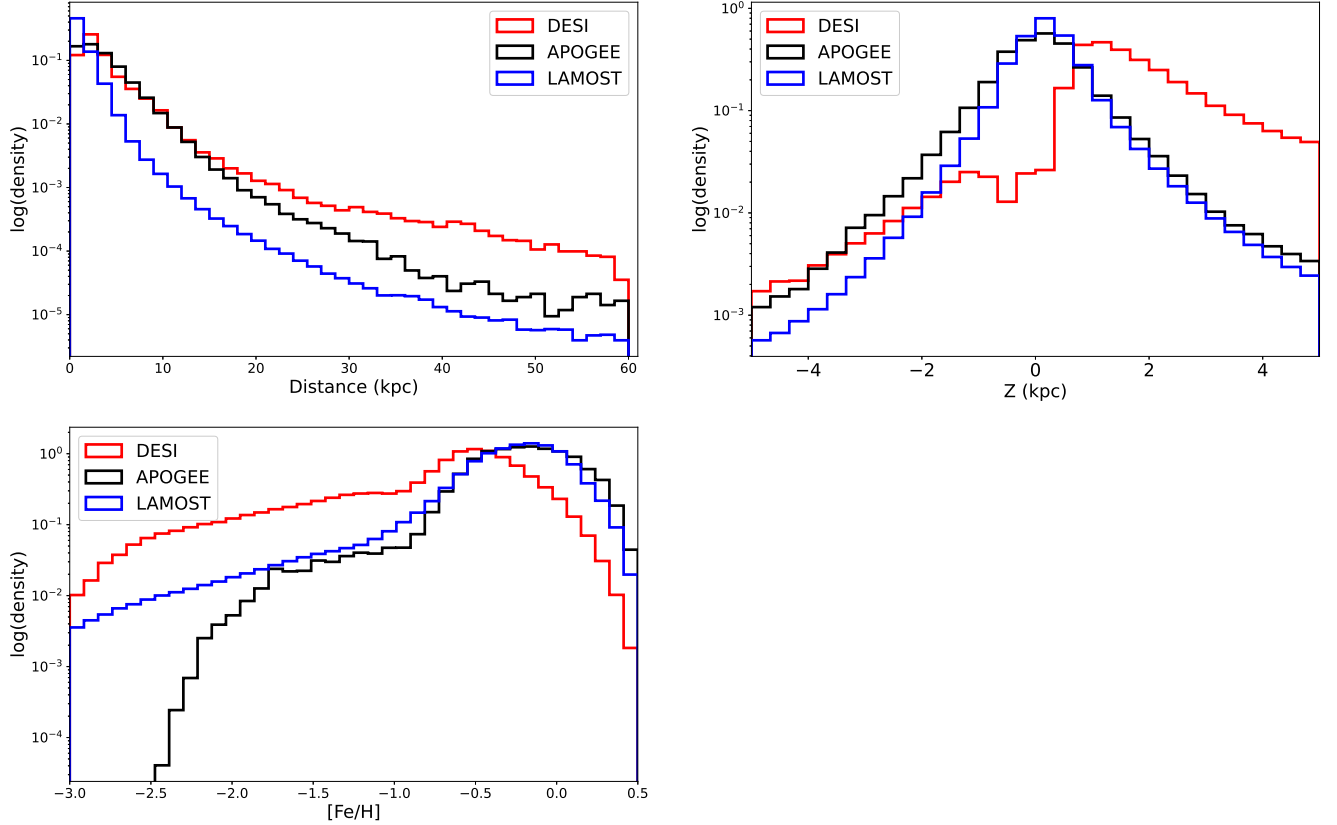 DESI
APOGEE
LAMOST
10⁻¹
10⁻²
10⁻³
10⁻⁴
10⁻⁵
log(density)
0 10 20 30 40 50 60
Distance (kpc)
DESI
APOGEE
LAMOST
10⁰
10⁻¹
10⁻²
10⁻³
log(density)
−4 −2 0 2 4
Z (kpc)
DESI
APOGEE
LAMOST
10⁰
10⁻¹
10⁻²
10⁻³
10⁻⁴
log(density)
−3.0 −2.5 −2.0 −1.5 −1.0 −0.5 0.0 0.5
[Fe/H]